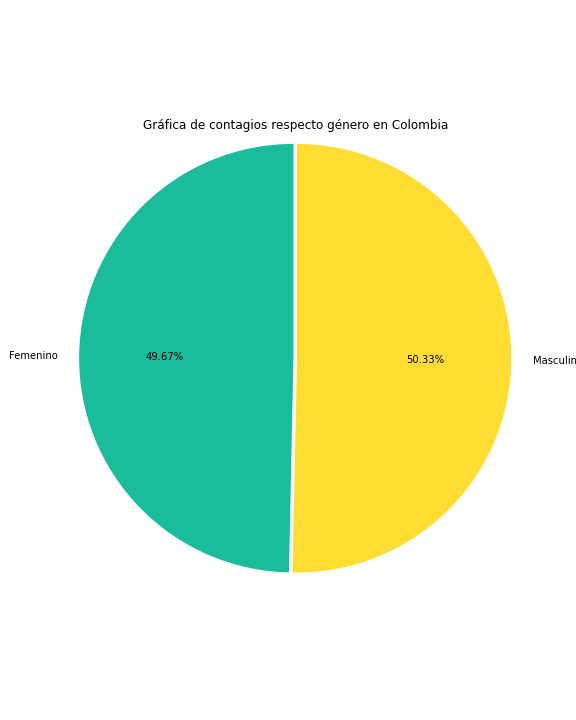 Gráfica de contagios respecto género en Colombia
Femenino
49.67%
50.33%
Masculin